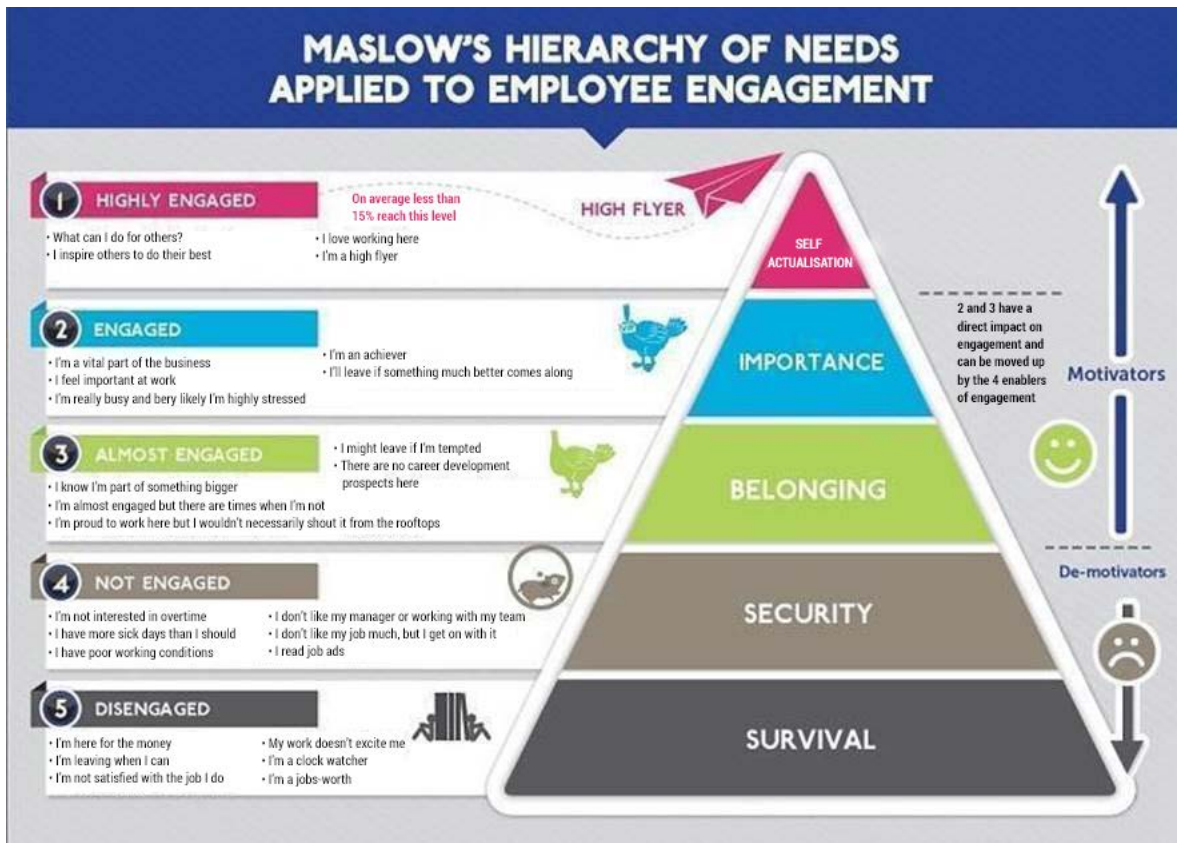 MASLOW'S HIERARCHY OF NEEDS
APPLIED TO EMPLOYEE ENGAGEMENT
1 HIGHLY ENGAGED
On average less than
15% reach this level
HIGH FLYER
• What can I do for others?
• I inspire others to do their best
• I love working here
• I'm a high flyer
SELF
ACTUALISATION
2 ENGAGED
• I'm a vital part of the business
• I feel important at work
• I'm really busy and bery likely I'm highly stressed
• I'm an achiever
• I'll leave if something much better comes along
IMPORTANCE
2 and 3 have a
direct impact on
engagement and
can be moved up
by the 4 enablers
of engagement
Motivators
3 ALMOST ENGAGED
• I might leave if I'm tempted
• There are no career development
prospects here
• I know I'm part of something bigger
• I'm almost engaged but there are times when I'm not
• I'm proud to work here but I wouldn't necessarily shout it from the rooftops
BELONGING
De-motivators
4 NOT ENGAGED
• I'm not interested in overtime
• I have more sick days than I should
• I have poor working conditions
• I don't like my manager or working with my team
• I don't like my job much, but I get on with it
• I read job ads
SECURITY
5 DISENGAGED
• I'm here for the money
• I'm leaving when I can
• I'm not satisfied with the job I do
• My work doesn't excite me
• I'm a clock watcher
• I'm a jobs-worth
SURVIVAL